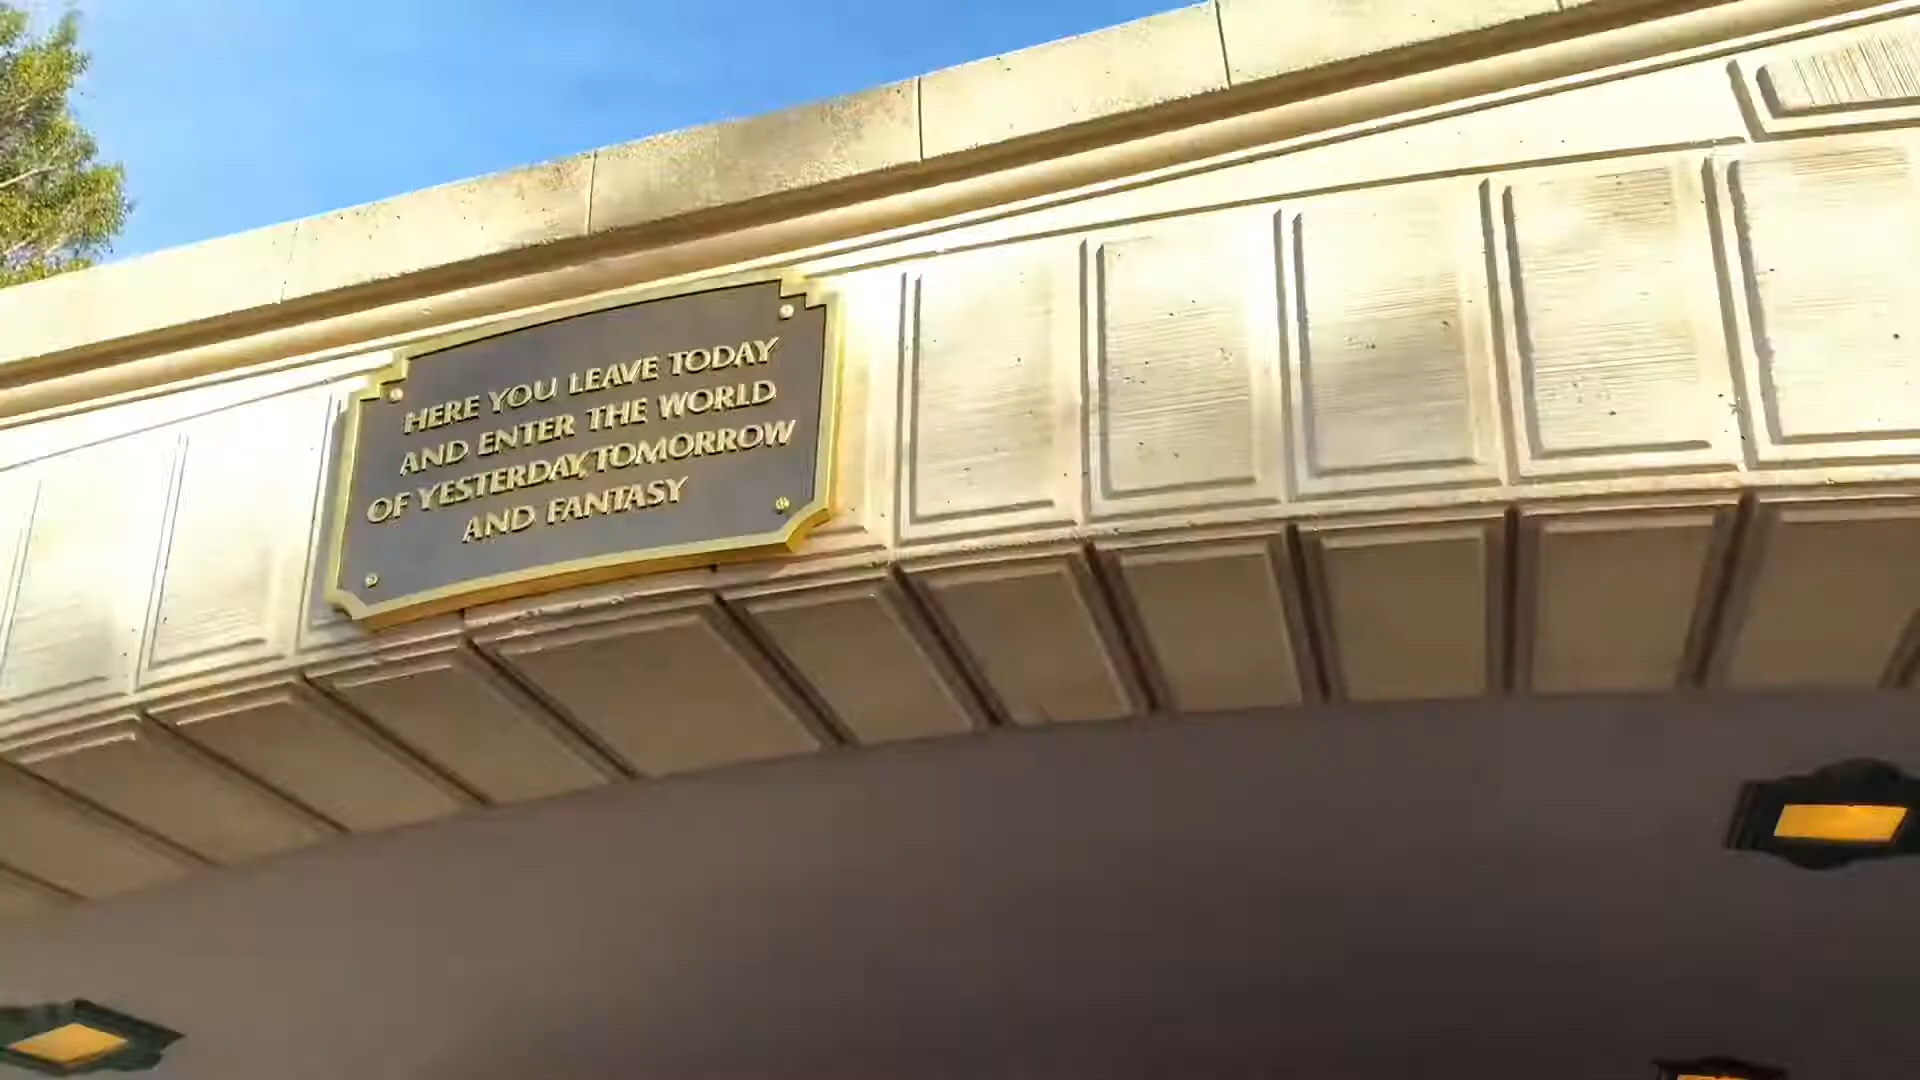 HERE YOU LEAVE TODAY
AND ENTER THE WORLD
OF YESTERDAY, TOMORROW
AND FANTASY